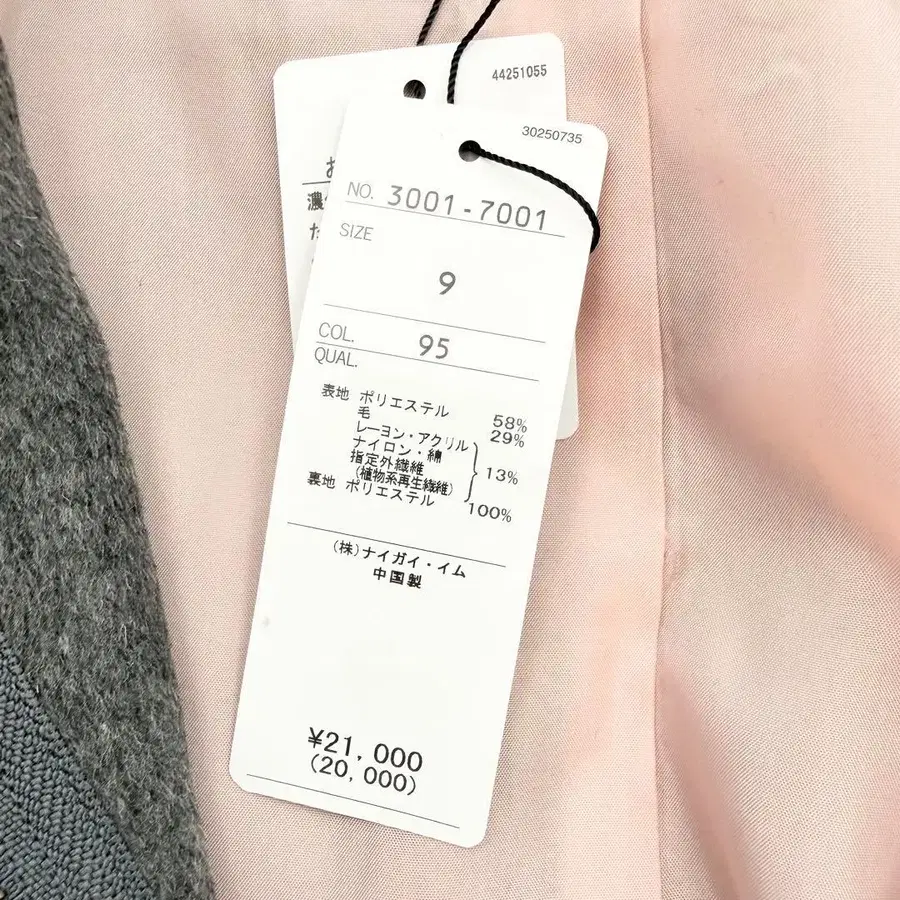 44251055
30250735
NO. 3001-7001
SIZE
9
COL. 95
QUAL.
表地 ポリエステル 58%
毛 29%
レーヨン・アクリル
ナイロン・綿
指定外繊維 13%
(植物系再生繊維)
裏地 ポリエステル 100%
(株)ナイガイ・イム
中国製
¥21,000
(20,000)
お
濃
た